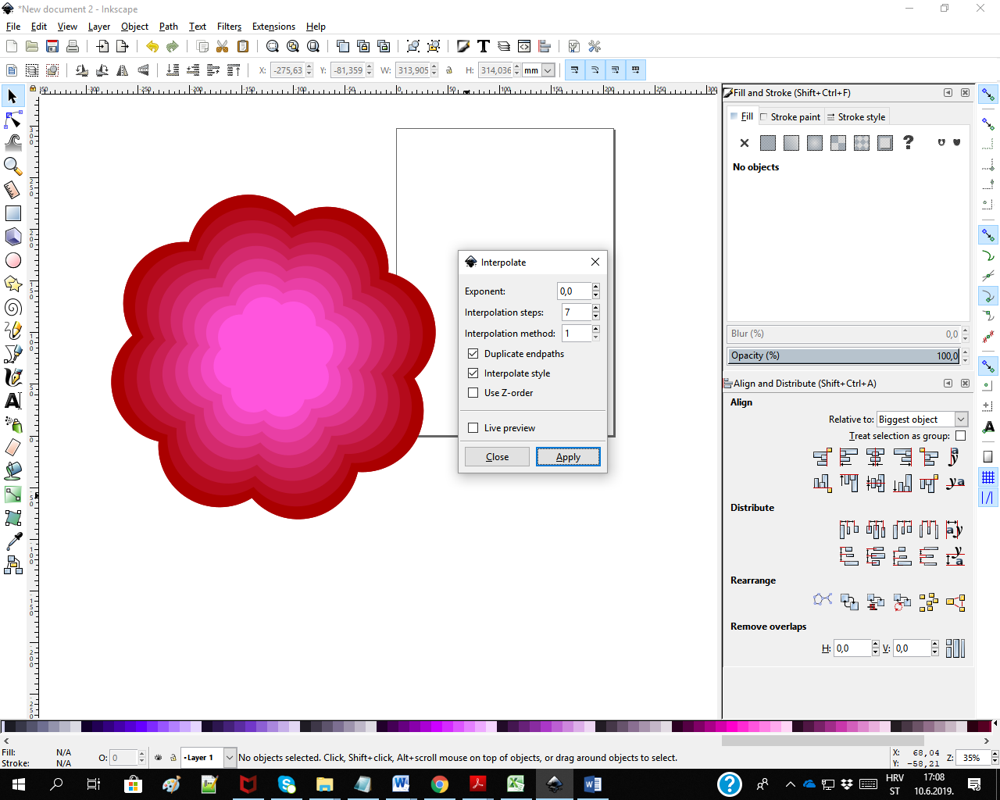 *New document 2 - Inkscape
File Edit View Layer Object Path Text Filters Extensions Help
X: -275,63 Y: -81,359 W: 313,905 H: 314,036 mm
Fill and Stroke (Shift+Ctrl+F)
Fill Stroke paint Stroke style
?
No objects
Blur (%) 0,0
Opacity (%) 100,0
Interpolate
Exponent: 0,0
Interpolation steps: 7
Interpolation method: 1
Duplicate endpaths
Interpolate style
Use Z-order
Live preview
Close Apply
Align and Distribute (Shift+Ctrl+A)
Align
Relative to: Biggest object
Treat selection as group:
Distribute
Rearrange
Remove overlaps
H: 0,0 V: 0,0
Fill: N/A
Stroke: N/A
O: 0
Layer 1
No objects selected. Click, Shift+click, Alt+scroll mouse on top of objects, or drag around objects to select.
X: 68,04
Y: -58,21
Z: 35%
HRV
ST
17:08
10.6.2019.